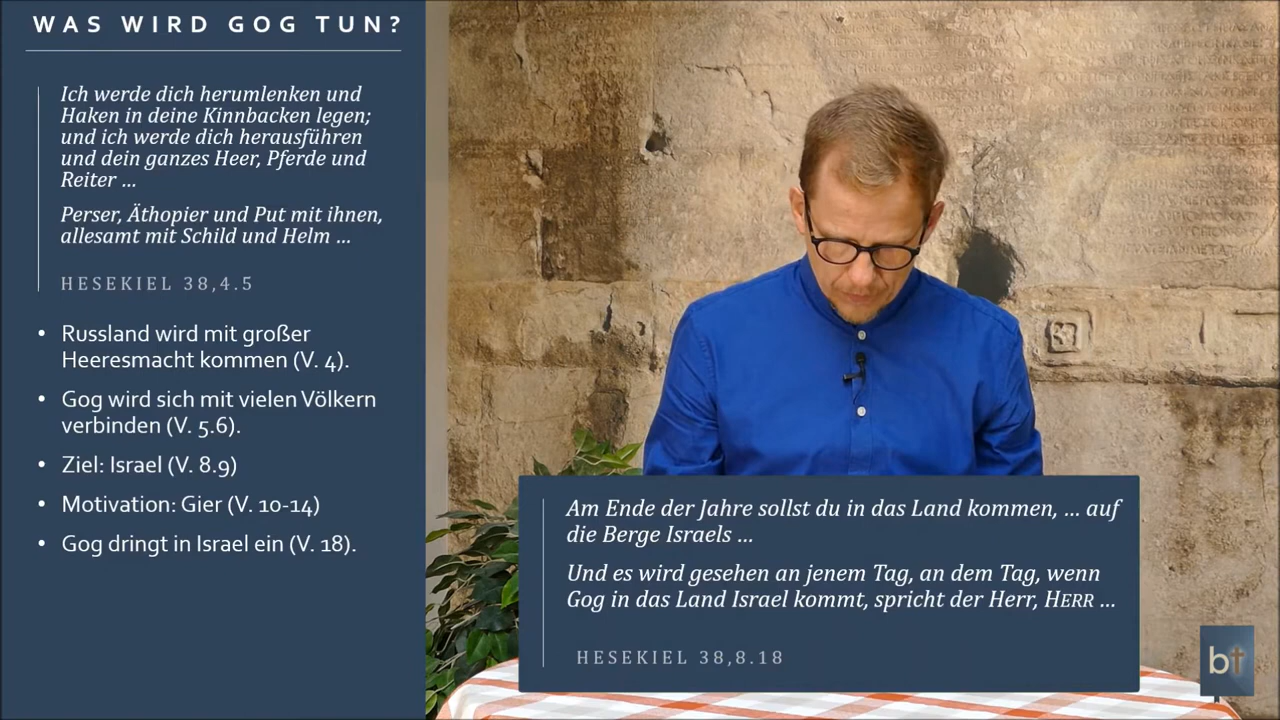 WAS WIRD GOG TUN?
Ich werde dich herumlenken und
Haken in deine Kinnbacken legen;
und ich werde dich herausführen
und dein ganzes Heer, Pferde und
Reiter ...
Perser, Äthopier und Put mit ihnen,
allesamt mit Schild und Helm ...
HESEKIEL 38,4.5
• Russland wird mit großer
Heeresmacht kommen (V. 4).
• Gog wird sich mit vielen Völkern
verbinden (V. 5.6).
• Ziel: Israel (V. 8.9)
• Motivation: Gier (V. 10-14)
• Gog dringt in Israel ein (V. 18).
Am Ende der Jahre sollst du in das Land kommen, ... auf
die Berge Israels ...
Und es wird gesehen an jenem Tag, an dem Tag, wenn
Gog in das Land Israel kommt, spricht der Herr, HERR ...
HESEKIEL 38,8.18
bt